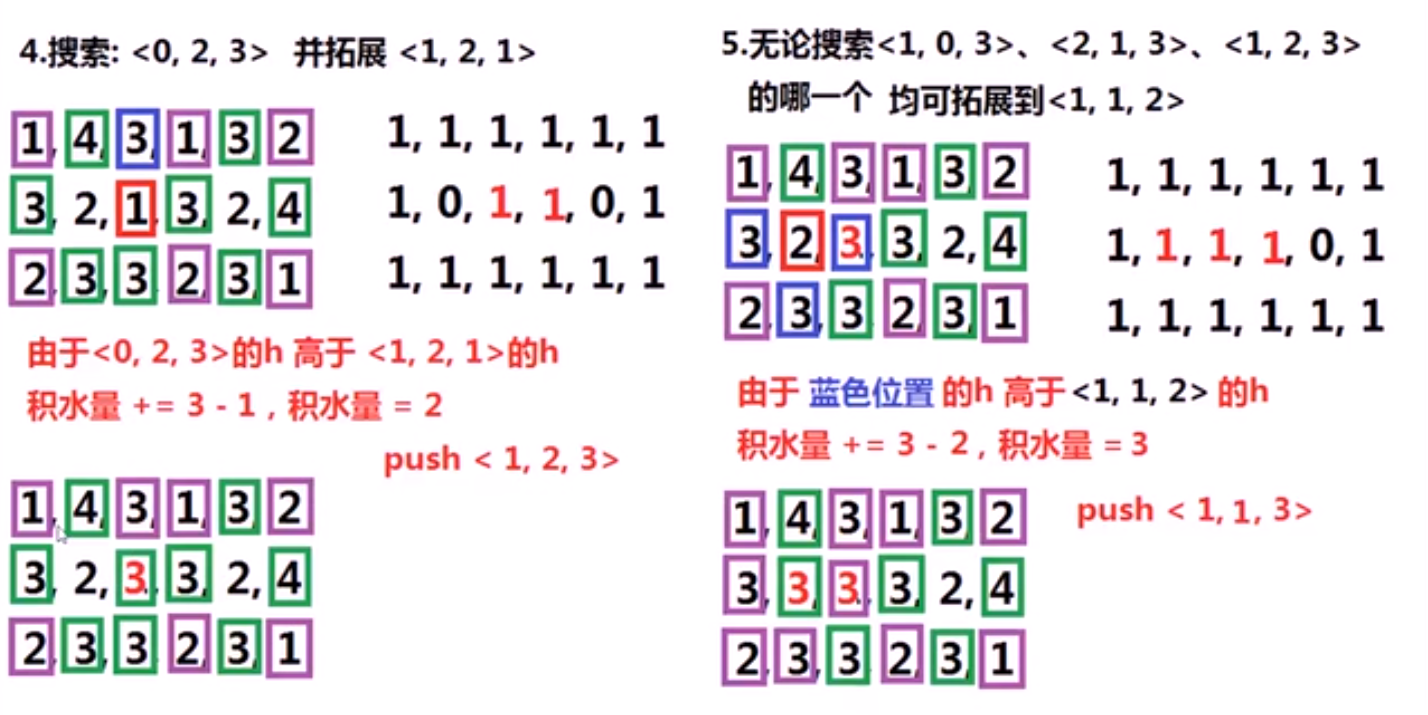 4.搜索: <0, 2, 3> 并拓展 <1, 2, 1>
1, 4, 3, 1, 3, 2
1, 1, 1, 1, 1, 1
3, 2, 1, 3, 2, 4
1, 0, 1, 1, 0, 1
2, 3, 3, 2, 3, 1
1, 1, 1, 1, 1, 1
由于<0, 2, 3>的h 高于 <1, 2, 1>的h
积水量 += 3 - 1 , 积水量 = 2
push < 1, 2, 3>
1, 4, 3, 1, 3, 2
3, 2, 3, 3, 2, 4
2, 3, 3, 2, 3, 1
5.无论搜索<1, 0, 3>、<2, 1, 3>、<1, 2, 3>
的哪一个 均可拓展到<1, 1, 2>
1, 4, 3, 1, 3, 2
1, 1, 1, 1, 1, 1
3, 2, 3, 3, 2, 4
1, 1, 1, 1, 0, 1
2, 3, 3, 2, 3, 1
1, 1, 1, 1, 1, 1
由于 蓝色位置 的h 高于<1, 1, 2> 的h
积水量 += 3 - 2 , 积水量 = 3
push < 1, 1, 3>
1, 4, 3, 1, 3, 2
3, 3, 3, 3, 2, 4
2, 3, 3, 2, 3, 1